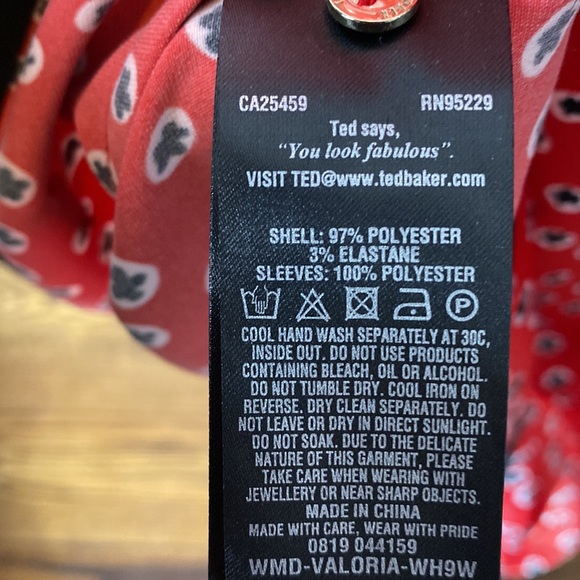 CA25459 RN95229
Ted says,
"You look fabulous".
VISIT TED@www.tedbaker.com
SHELL: 97% POLYESTER
3% ELASTANE
SLEEVES: 100% POLYESTER
P
COOL HAND WASH SEPARATELY AT 30C,
INSIDE OUT. DO NOT USE PRODUCTS
CONTAINING BLEACH, OIL OR ALCOHOL.
DO NOT TUMBLE DRY. COOL IRON ON
REVERSE. DRY CLEAN SEPARATELY. DO
NOT LEAVE OR DRY IN DIRECT SUNLIGHT.
DO NOT SOAK. DUE TO THE DELICATE
NATURE OF THIS GARMENT, PLEASE
TAKE CARE WHEN WEARING WITH
JEWELLERY OR NEAR SHARP OBJECTS.
MADE IN CHINA
MADE WITH CARE, WEAR WITH PRIDE
0819 044159
WMD-VALORIA-WH9W